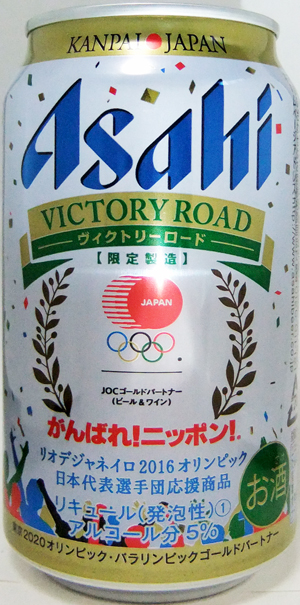 KANPAI JAPAN
Asahi
VICTORY ROAD
ヴィクトリーロード
【限定製造】
JAPAN
JOCゴールドパートナー
(ビール&ワイン)
がんばれ!ニッポン!
リオデジャネイロ2016オリンピック
日本代表選手団応援商品
リキュール(発泡性)①
アルコール分5%
お酒
東京2020オリンピック・パラリンピックゴールドパートナー